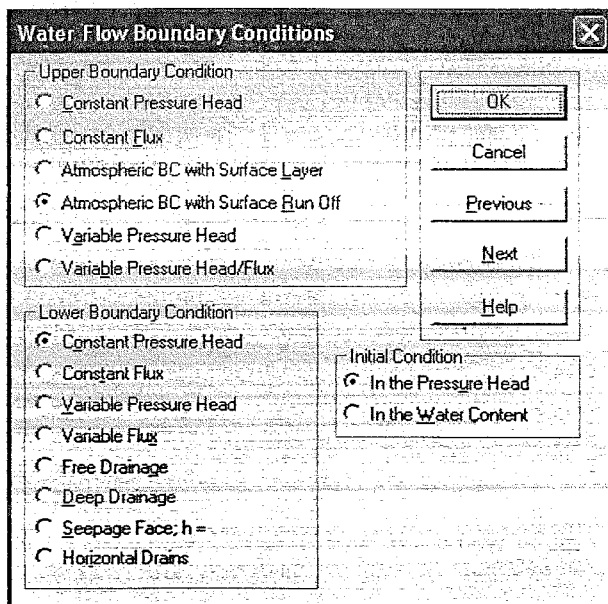 Water Flow Boundary Conditions
Upper Boundary Condition
Constant Pressure Head
Constant Flux
Atmospheric BC with Surface Layer
Atmospheric BC with Surface Run Off
Variable Pressure Head
Variable Pressure Head/Flux
Lower Boundary Condition
Constant Pressure Head
Constant Flux
Variable Pressure Head
Variable Flux
Free Drainage
Deep Drainage
Seepage Face; h =
Horizontal Drains
OK
Cancel
Previous
Next
Help
Initial Condition
In the Pressure Head
In the Water Content